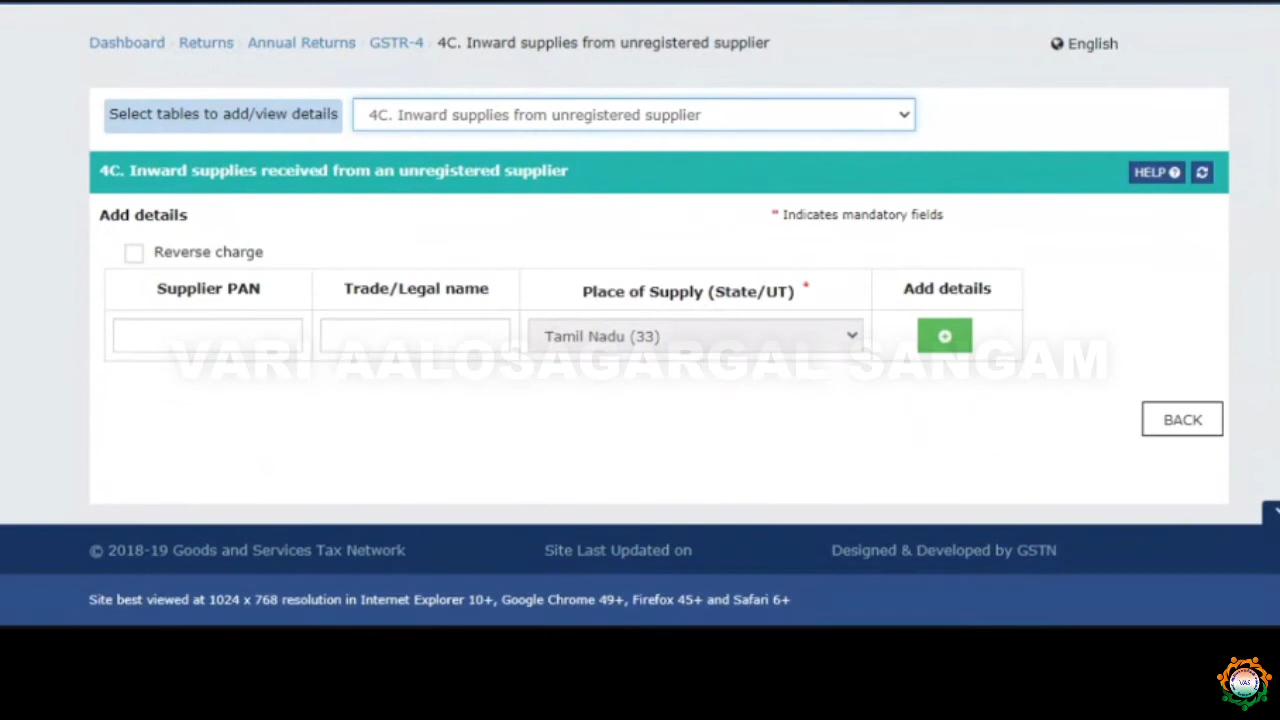 Dashboard Returns Annual Returns GSTR-4 4C. Inward supplies from unregistered supplier
English
Select tables to add/view details
4C. Inward supplies from unregistered supplier
4C. Inward supplies received from an unregistered supplier
HELP
Add details
* Indicates mandatory fields
Reverse charge
Supplier PAN Trade/Legal name Place of Supply (State/UT) * Add details
Tamil Nadu (33)
VARI AALOSAGARGAL SANGAM
BACK
© 2018-19 Goods and Services Tax Network Site Last Updated on Designed & Developed by GSTN
Site best viewed at 1024 x 768 resolution in Internet Explorer 10+, Google Chrome 49+, Firefox 45+ and Safari 6+
VAS